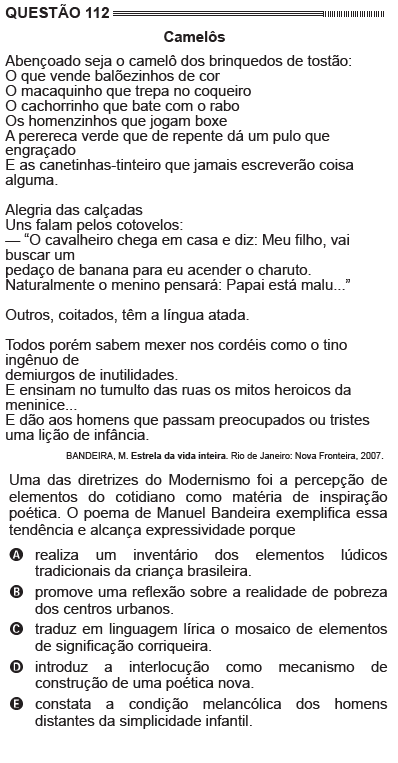 QUESTÃO 112
Camelôs
Abençoado seja o camelô dos brinquedos de tostão:
O que vende balõezinhos de cor
O macaquinho que trepa no coqueiro
O cachorrinho que bate com o rabo
Os homenzinhos que jogam boxe
A perereca verde que de repente dá um pulo que
engraçado
E as canetinhas-tinteiro que jamais escreverão coisa
alguma.
Alegria das calçadas
Uns falam pelos cotovelos:
— “O cavalheiro chega em casa e diz: Meu filho, vai
buscar um
pedaço de banana para eu acender o charuto.
Naturalmente o menino pensará: Papai está malu...”
Outros, coitados, têm a língua atada.
Todos porém sabem mexer nos cordéis como o tino
ingênuo de
demiurgos de inutilidades.
E ensinam no tumulto das ruas os mitos heroicos da
meninice...
E dão aos homens que passam preocupados ou tristes
uma lição de infância.
BANDEIRA, M. Estrela da vida inteira. Rio de Janeiro: Nova Fronteira, 2007.
Uma das diretrizes do Modernismo foi a percepção de
elementos do cotidiano como matéria de inspiração
poética. O poema de Manuel Bandeira exemplifica essa
tendência e alcança expressividade porque
A realiza um inventário dos elementos lúdicos
tradicionais da criança brasileira.
B promove uma reflexão sobre a realidade de pobreza
dos centros urbanos.
C traduz em linguagem lírica o mosaico de elementos
de significação corriqueira.
D introduz a interlocução como mecanismo de
construção de uma poética nova.
E constata a condição melancólica dos homens
distantes da simplicidade infantil.